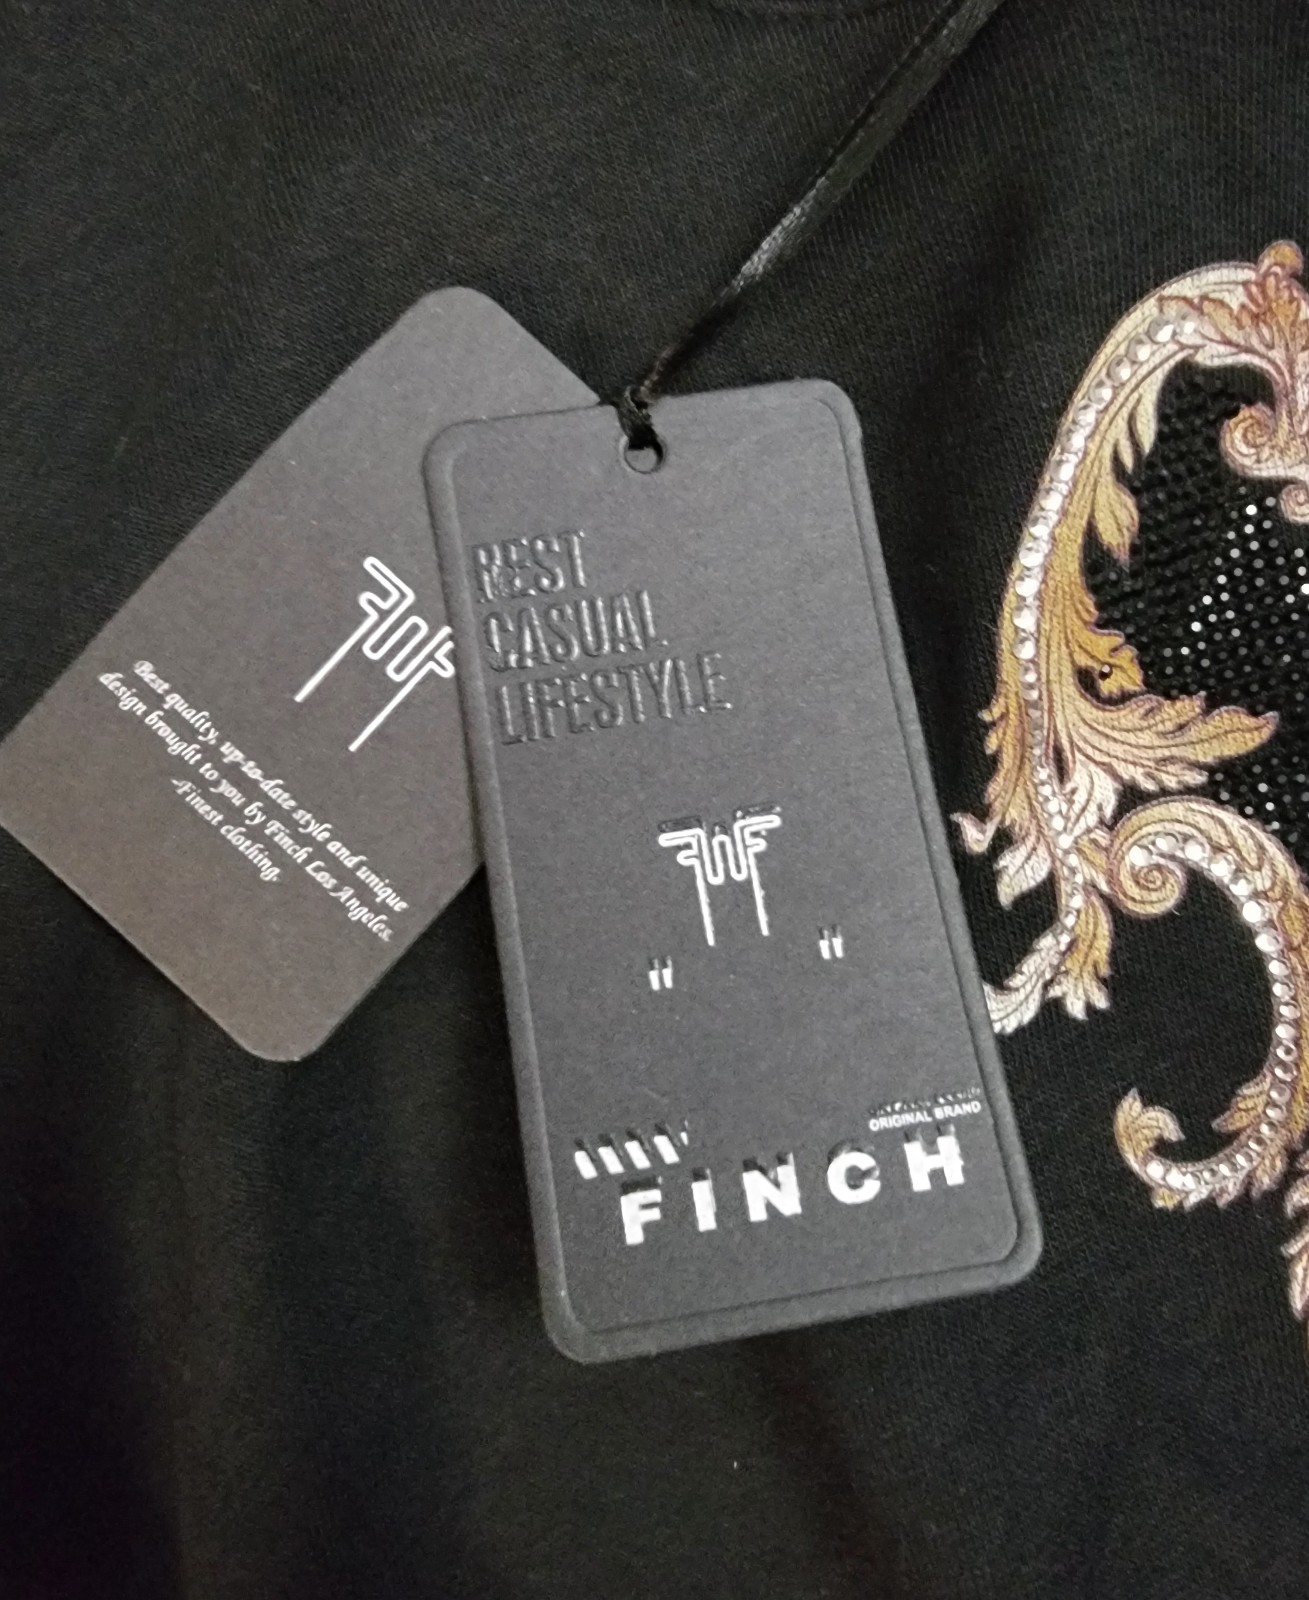 BEST
CASUAL
LIFESTYLE
" "
ORIGINAL BRAND
FINCH
Best quality, up-to-date style and unique
design brought to you by Finch Los Angeles.
-Finest clothing.